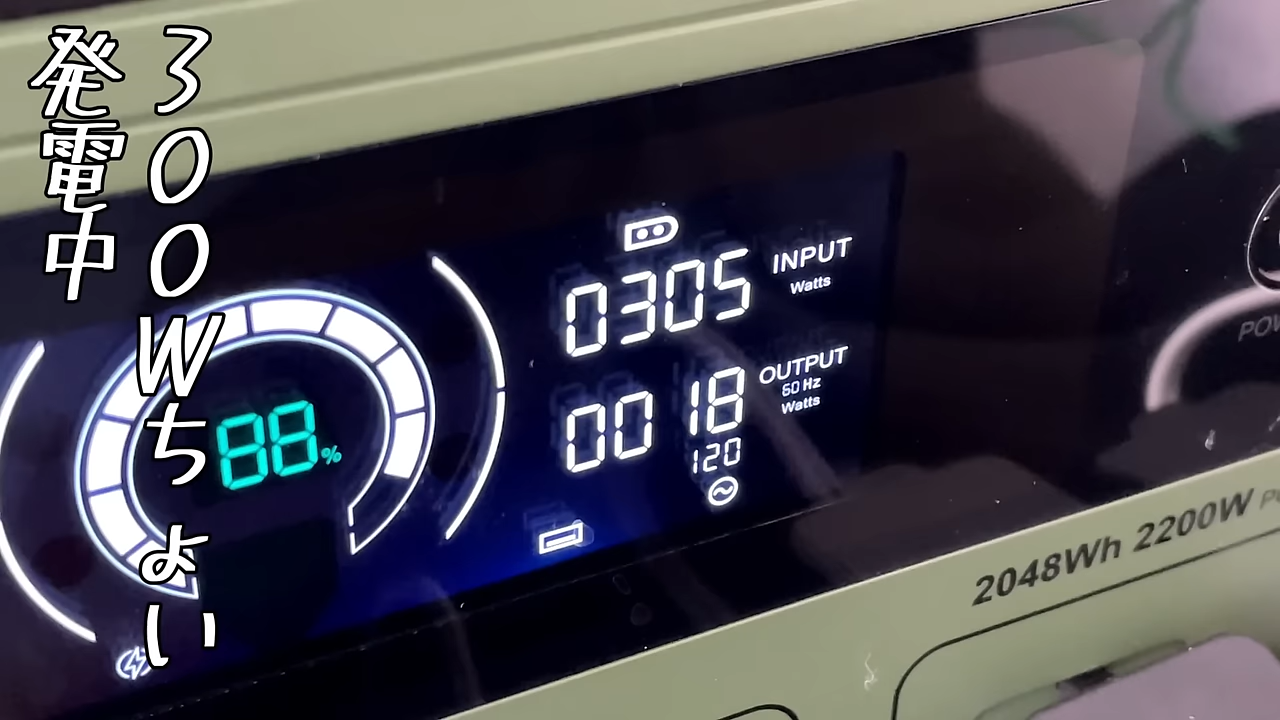 300Wちょい
発電中
88%
0305
INPUT
Watts
0018
OUTPUT
60 Hz
Watts
120
2048Wh 2200W